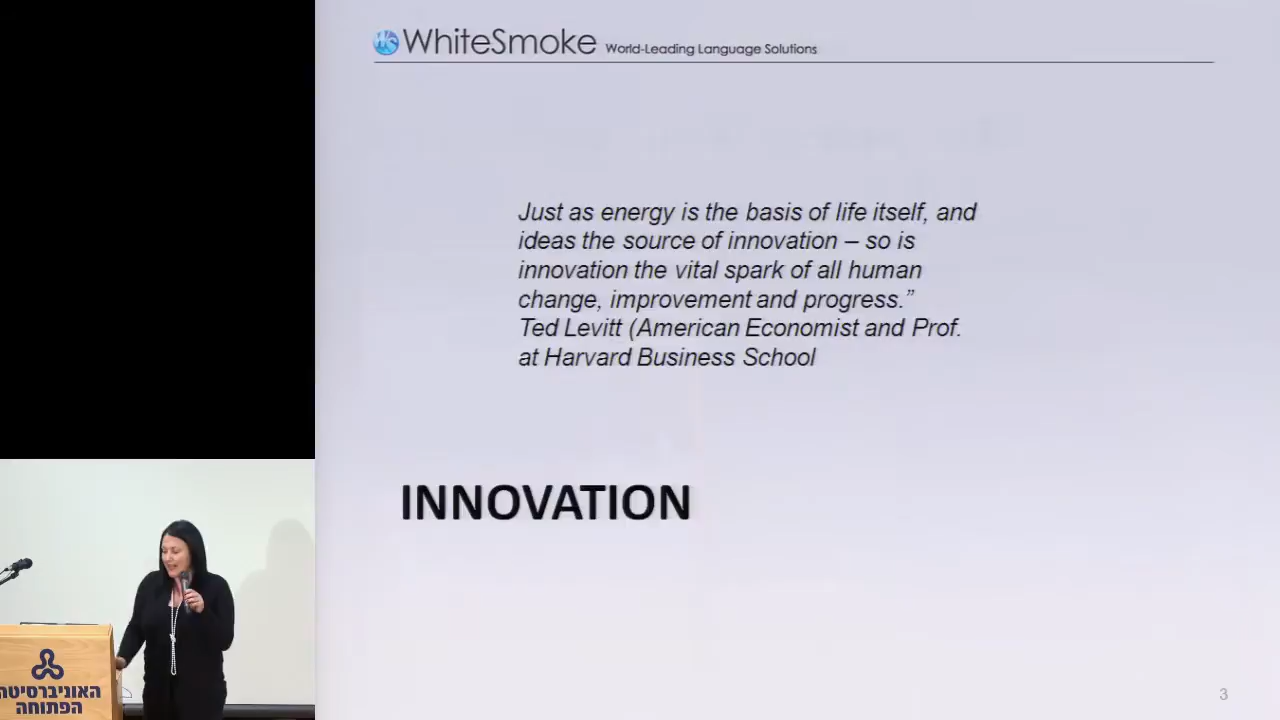 WhiteSmoke World-Leading Language Solutions
Just as energy is the basis of life itself, and
ideas the source of innovation – so is
innovation the vital spark of all human
change, improvement and progress.”
Ted Levitt (American Economist and Prof.
at Harvard Business School
INNOVATION
האוניברסיטה
הפתוחה
3